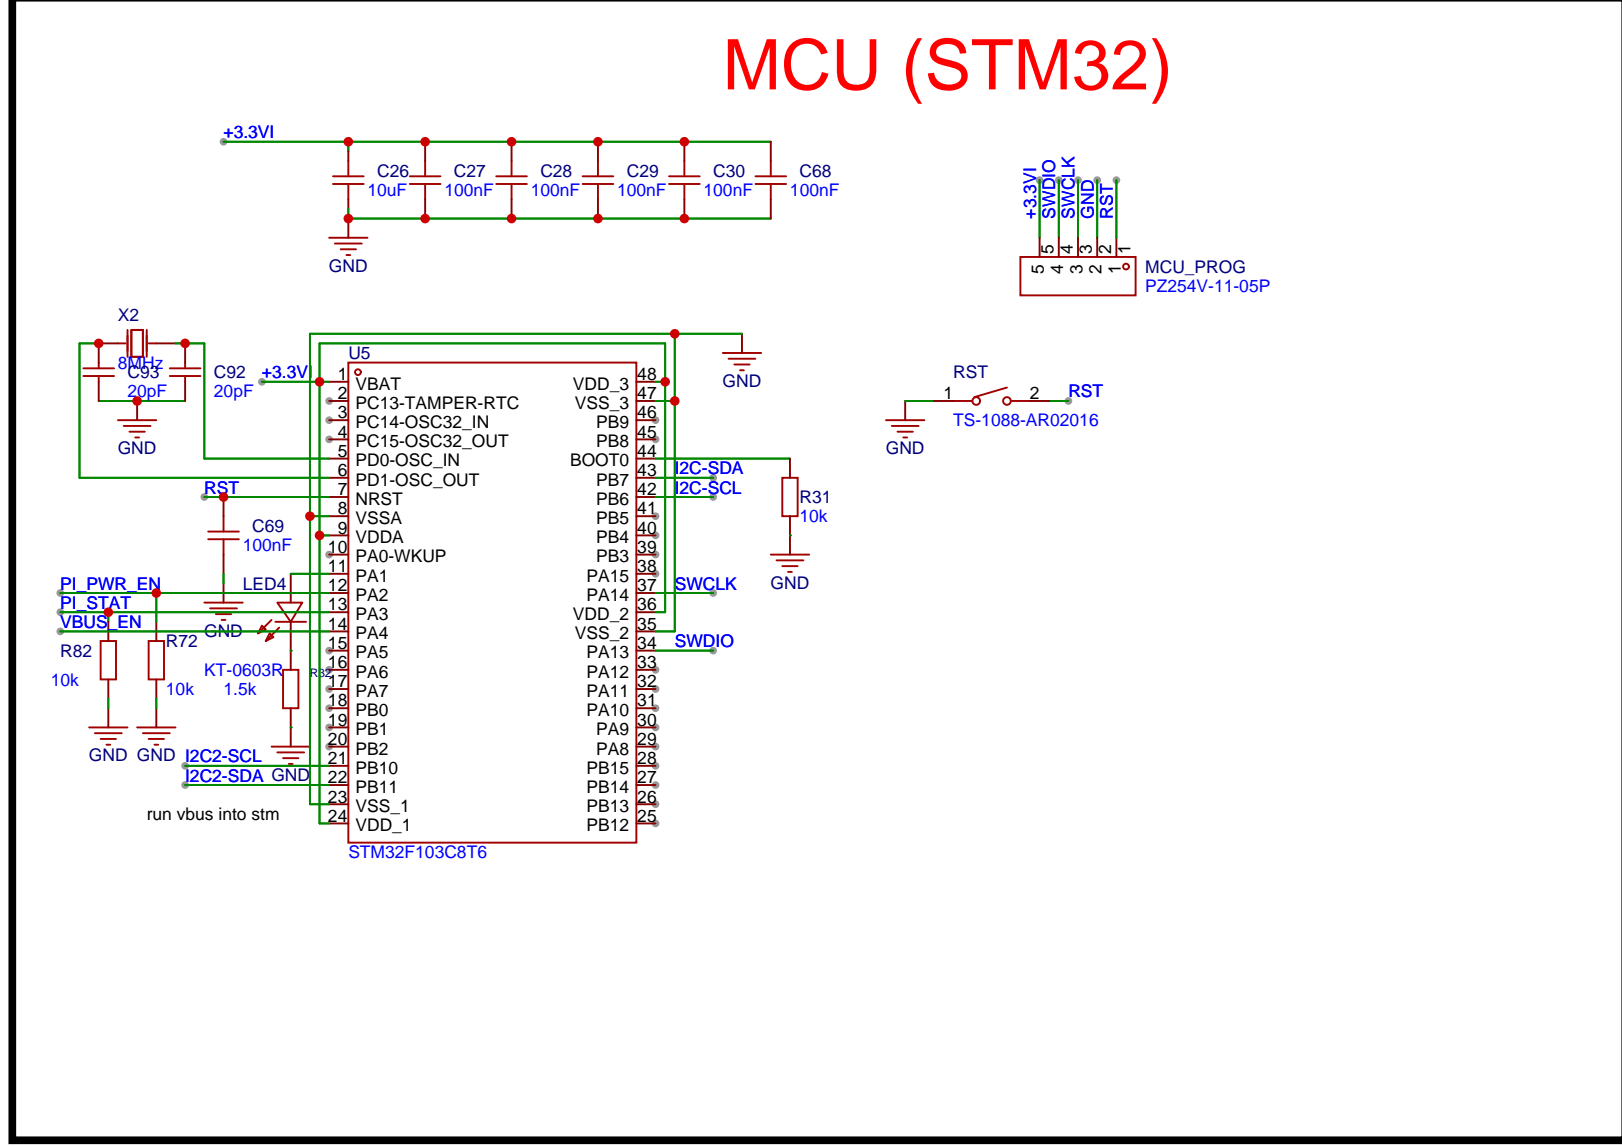 MCU (STM32)
+3.3VI
C26
10uF
C27
100nF
C28
100nF
C29
100nF
C30
100nF
C68
100nF
GND
+3.3VI
SWDIO
SWCLK
GND
RST
5 4 3 2 1
5 4 3 2 1
MCU_PROG
PZ254V-11-05P
X2
8MHz
C93
20pF
C92
20pF
GND
+3.3V
U5
GND
RST
1 2 RST
TS-1088-AR02016
GND
1 VBAT
2 PC13-TAMPER-RTC
3 PC14-OSC32_IN
4 PC15-OSC32_OUT
5 PD0-OSC_IN
6 PD1-OSC_OUT
7 NRST
8 VSSA
9 VDDA
10 PA0-WKUP
11 PA1
12 PA2
13 PA3
14 PA4
15 PA5
16 PA6
17 PA7
18 PB0
19 PB1
20 PB2
21 PB10
22 PB11
23 VSS_1
24 VDD_1
VDD_3 48
VSS_3 47
PB9 46
PB8 45
BOOT0 44
PB7 43 I2C-SDA
PB6 42 I2C-SCL
PB5 41
PB4 40
PB3 39
PA15 38
PA14 37 SWCLK
VDD_2 36
VSS_2 35
PA13 34 SWDIO
PA12 33
PA11 32
PA10 31
PA9 30
PA8 29
PB15 28
PB14 27
PB13 26
PB12 25
STM32F103C8T6
R31
10k
GND
RST
C69
100nF
GND
LED4
KT-0603R
1.5k
R32
GND
PI_PWR_EN
PI_STAT
VBUS_EN
R82
10k
R72
10k
GND
GND
I2C2-SCL
I2C2-SDA
run vbus into stm